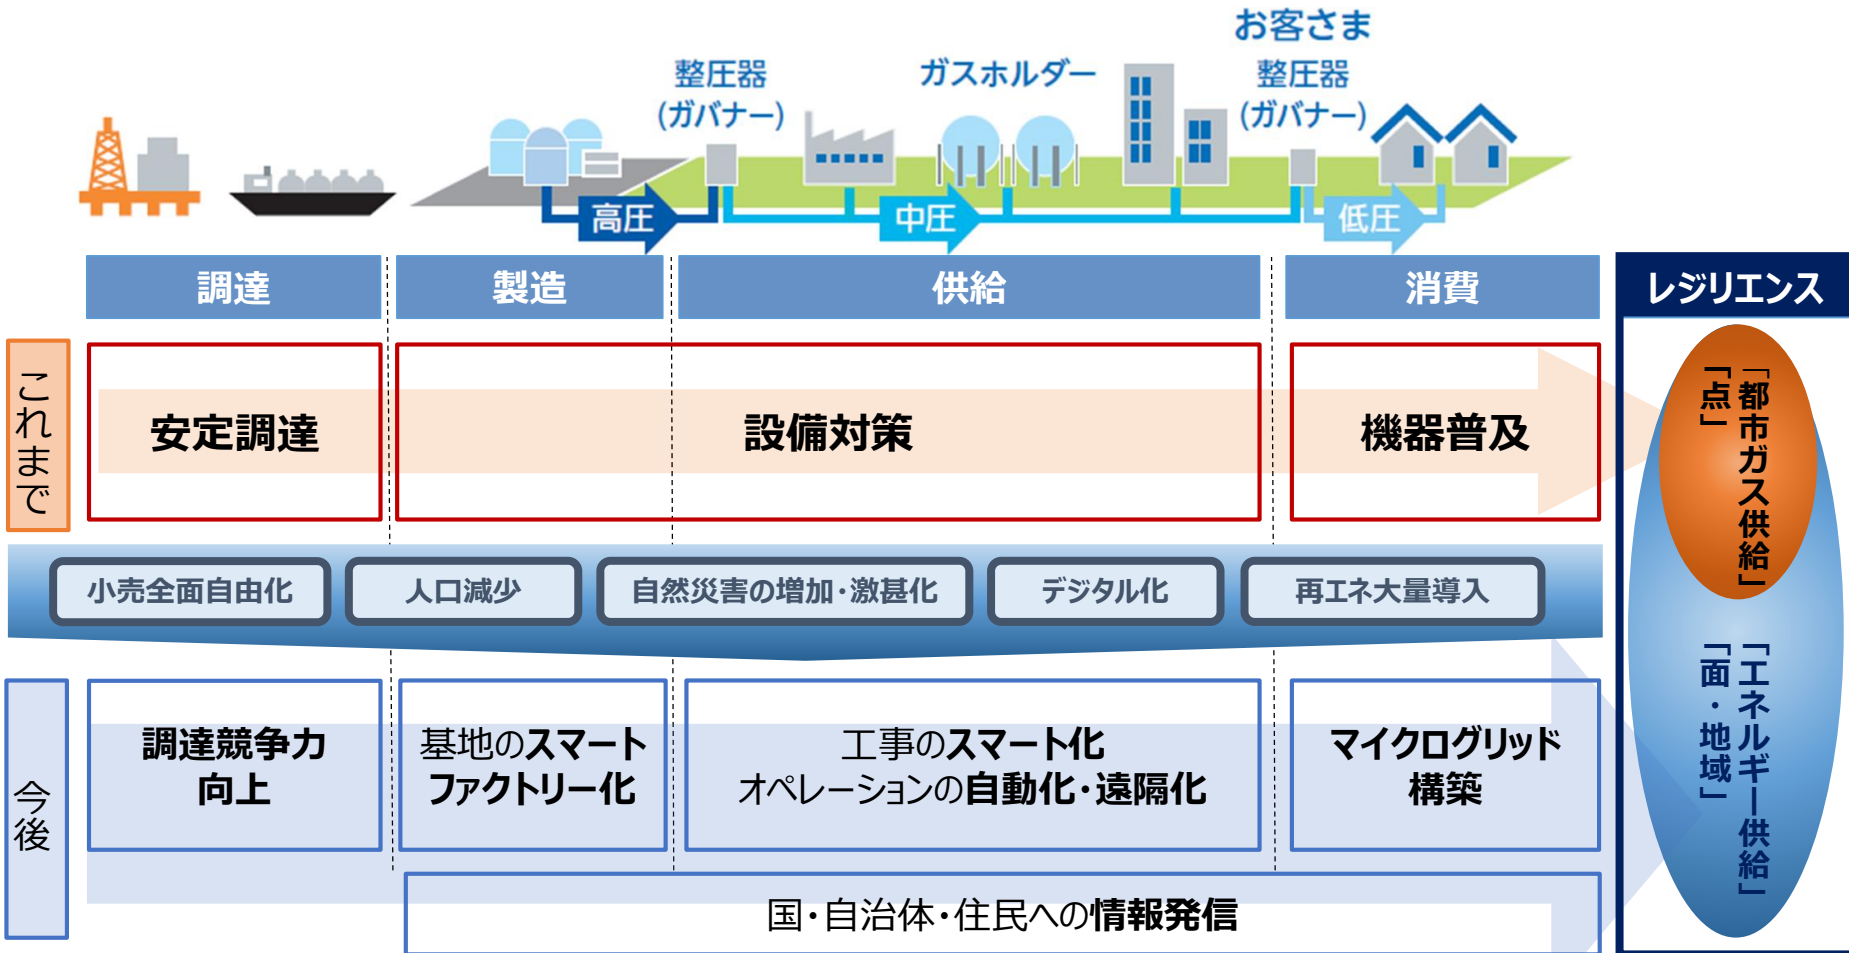 お客さま
整圧器
(ガバナー)
ガスホルダー
整圧器
(ガバナー)
高圧
中圧
低圧
調達
製造
供給
消費
レジリエンス
これまで
安定調達
設備対策
機器普及
「都市ガス供給」
「点」
小売全面自由化
人口減少
自然災害の増加・激甚化
デジタル化
再エネ大量導入
今後
調達競争力
向上
基地のスマート
ファクトリー化
工事のスマート化
オペレーションの自動化・遠隔化
マイクログリッド
構築
「エネルギー供給」
「面・地域」
国・自治体・住民への情報発信